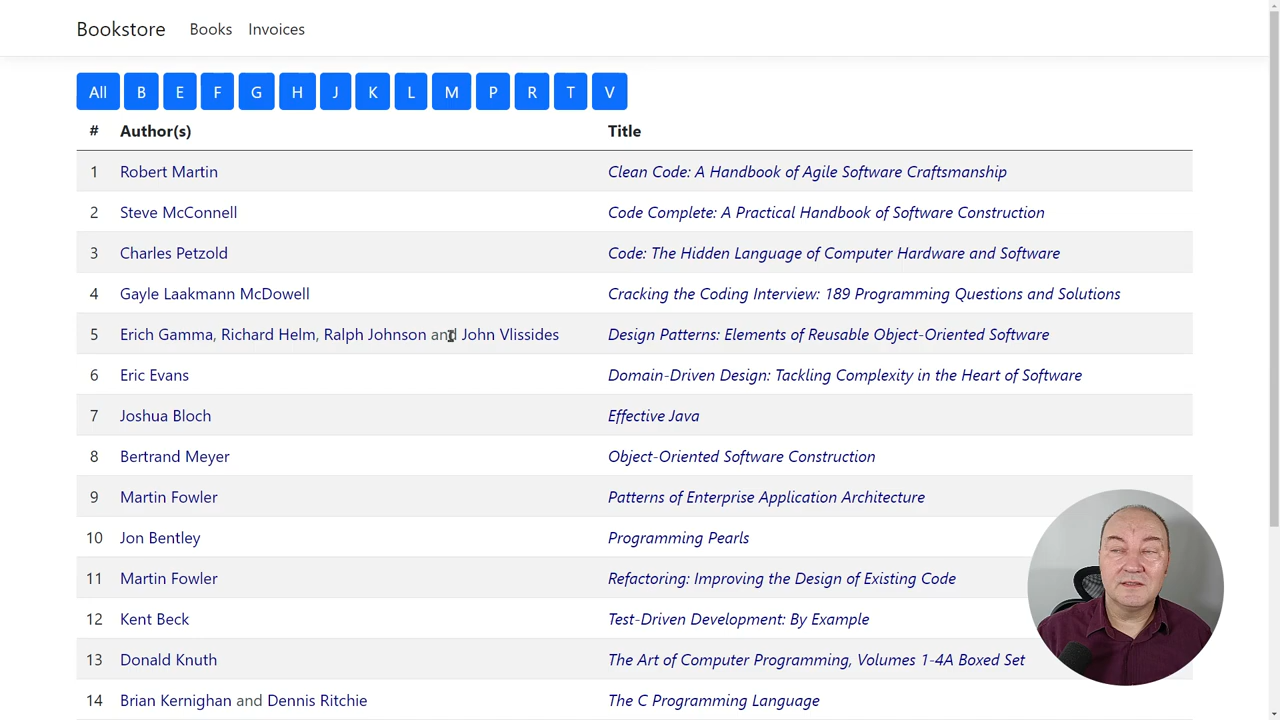 Bookstore Books Invoices
All B E F G H J K L M P R T V
# Author(s) Title
1 Robert Martin Clean Code: A Handbook of Agile Software Craftsmanship
2 Steve McConnell Code Complete: A Practical Handbook of Software Construction
3 Charles Petzold Code: The Hidden Language of Computer Hardware and Software
4 Gayle Laakmann McDowell Cracking the Coding Interview: 189 Programming Questions and Solutions
5 Erich Gamma, Richard Helm, Ralph Johnson and John Vlissides Design Patterns: Elements of Reusable Object-Oriented Software
6 Eric Evans Domain-Driven Design: Tackling Complexity in the Heart of Software
7 Joshua Bloch Effective Java
8 Bertrand Meyer Object-Oriented Software Construction
9 Martin Fowler Patterns of Enterprise Application Architecture
10 Jon Bentley Programming Pearls
11 Martin Fowler Refactoring: Improving the Design of Existing Code
12 Kent Beck Test-Driven Development: By Example
13 Donald Knuth The Art of Computer Programming, Volumes 1-4A Boxed Set
14 Brian Kernighan and Dennis Ritchie The C Programming Language